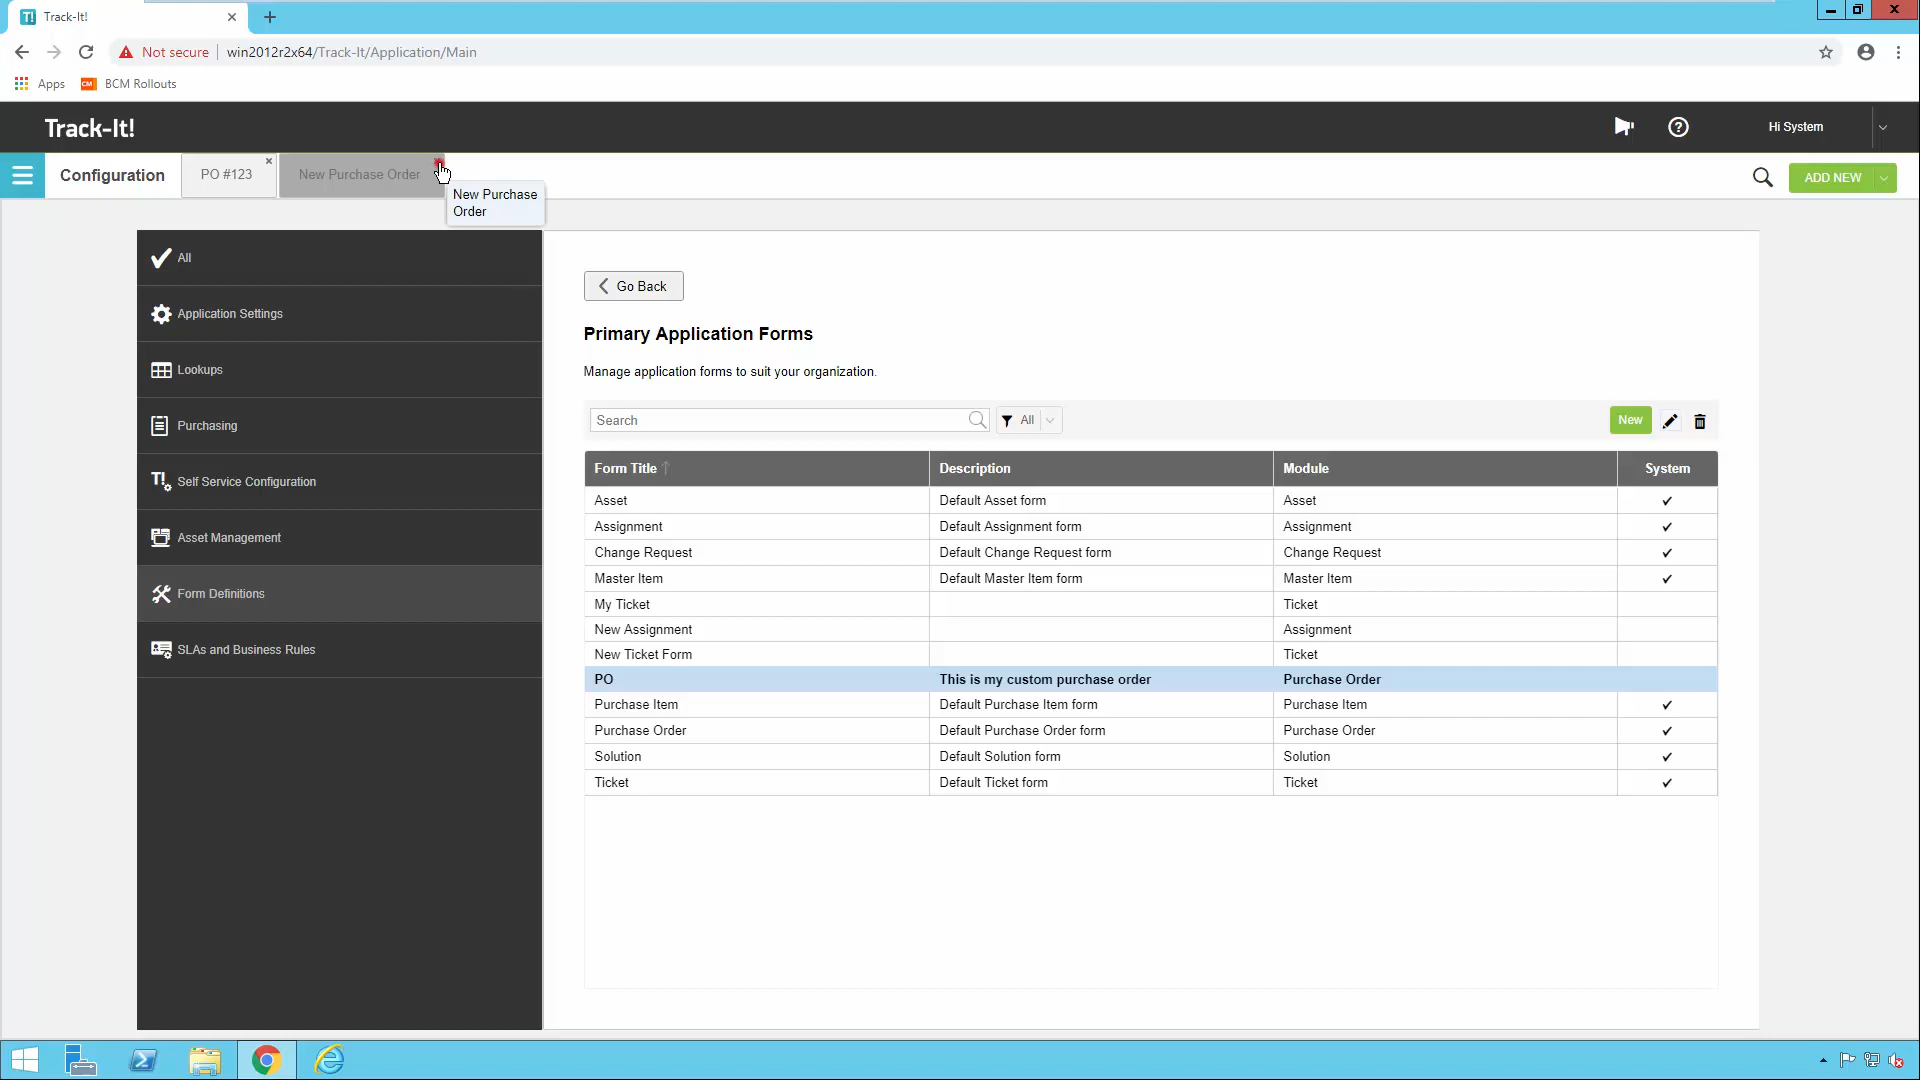 Track-It!
Not secure win2012r2x64/Track-It/Application/Main
Apps BCM Rollouts
Track-It!
Hi System
Configuration PO #123 New Purchase Order ADD NEW
New Purchase
Order
All
Application Settings
Lookups
Purchasing
Self Service Configuration
Asset Management
Form Definitions
SLAs and Business Rules
Go Back
Primary Application Forms
Manage application forms to suit your organization.
Search All New
Form Title Description Module System
Asset Default Asset form Asset
Assignment Default Assignment form Assignment
Change Request Default Change Request form Change Request
Master Item Default Master Item form Master Item
My Ticket Ticket
New Assignment Assignment
New Ticket Form Ticket
PO This is my custom purchase order Purchase Order
Purchase Item Default Purchase Item form Purchase Item
Purchase Order Default Purchase Order form Purchase Order
Solution Default Solution form Solution
Ticket Default Ticket form Ticket